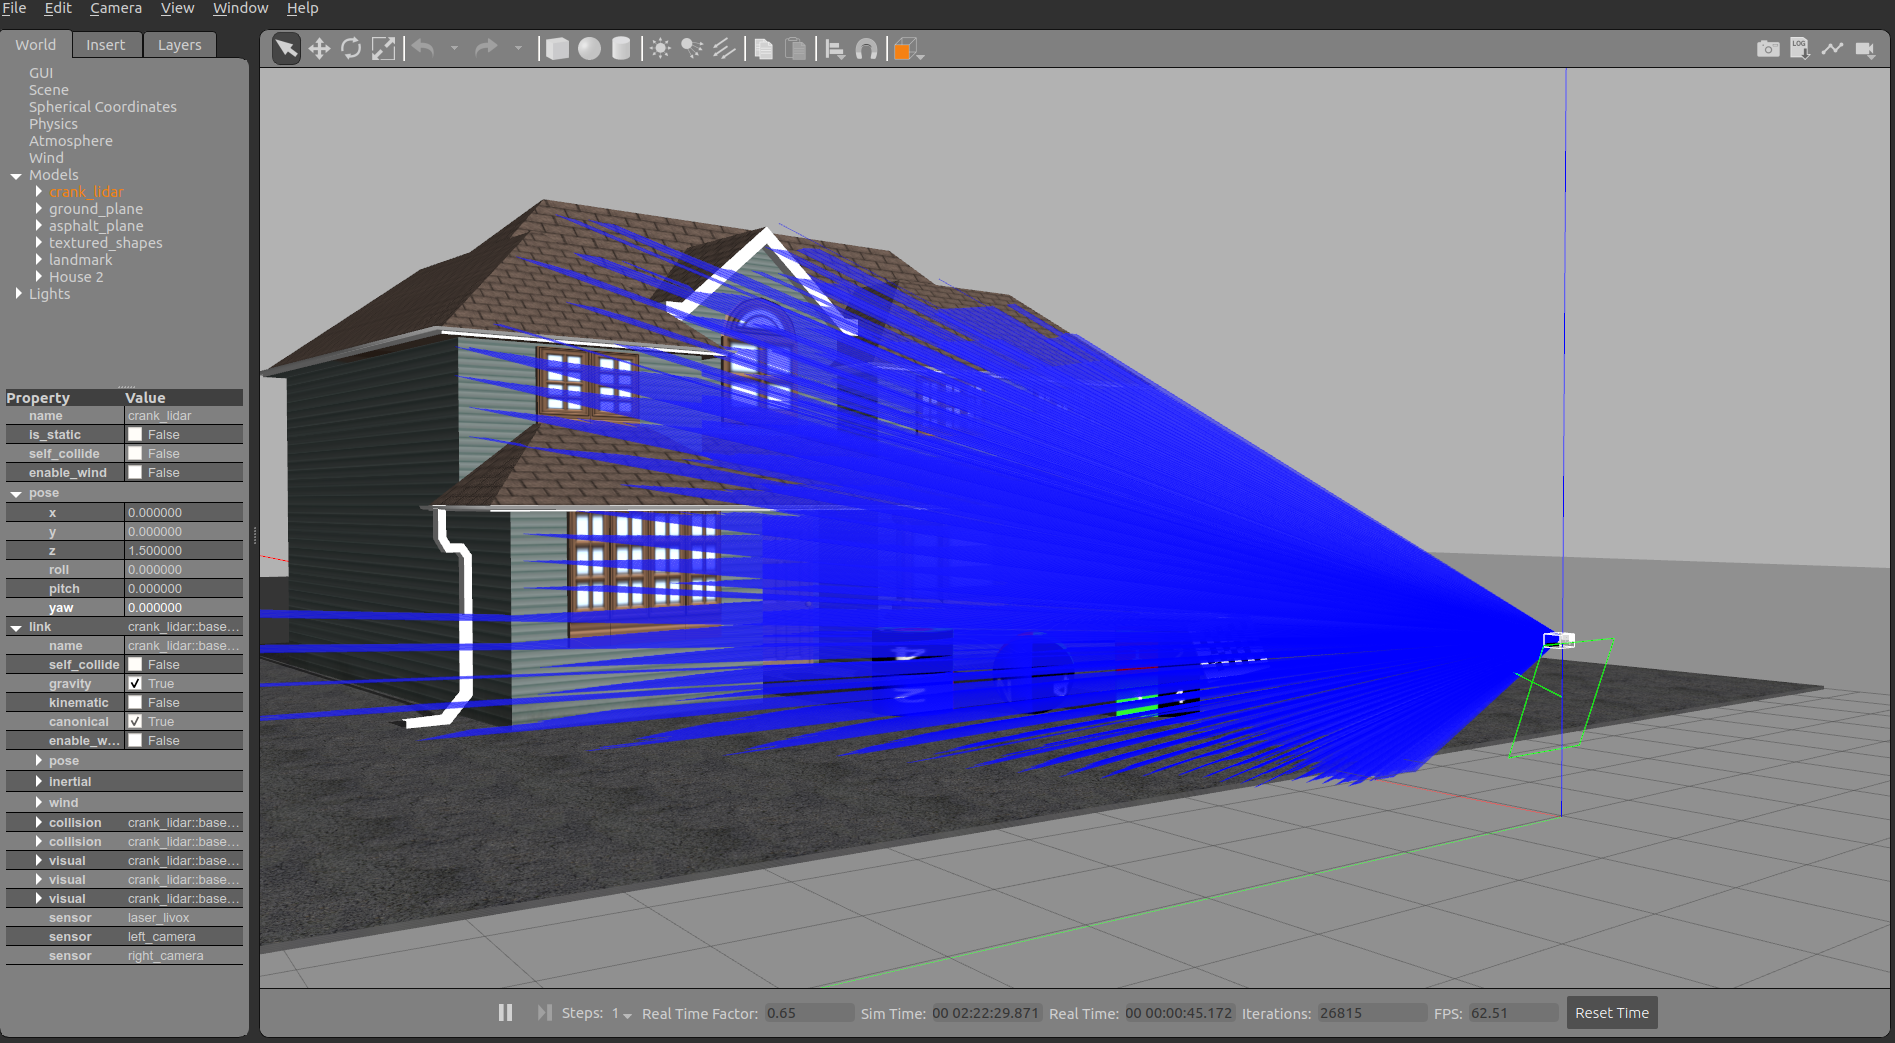 File Edit Camera View Window Help
World Insert Layers
GUI
Scene
Spherical Coordinates
Physics
Atmosphere
Wind
Models
crank_lidar
ground_plane
asphalt_plane
textured_shapes
landmark
House 2
Lights
LOG
Property Value
name crank_lidar
is_static False
self_collide False
enable_wind False
pose
x 0.000000
y 0.000000
z 1.500000
roll 0.000000
pitch 0.000000
yaw 0.000000
link crank_lidar::base...
name crank_lidar::base...
self_collide False
gravity True
kinematic False
canonical True
enable_w... False
pose
inertial
wind
collision crank_lidar::base...
collision crank_lidar::base...
visual crank_lidar::base...
visual crank_lidar::base...
visual crank_lidar::base...
sensor laser_livox
sensor left_camera
sensor right_camera
Steps: 1 Real Time Factor: 0.65 Sim Time: 00 02:22:29.871 Real Time: 00 00:00:45.172 Iterations: 26815 FPS: 62.51 Reset Time